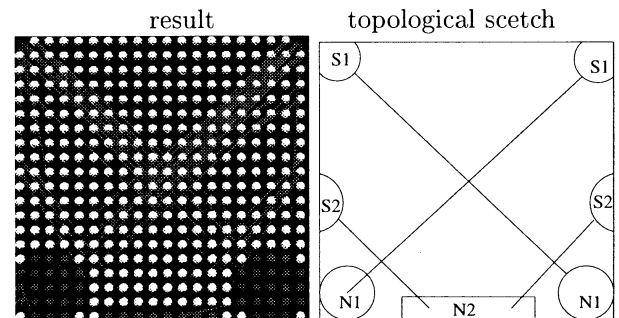 result topological scetch
S1 S1
S2 S2
N1 N2 N1